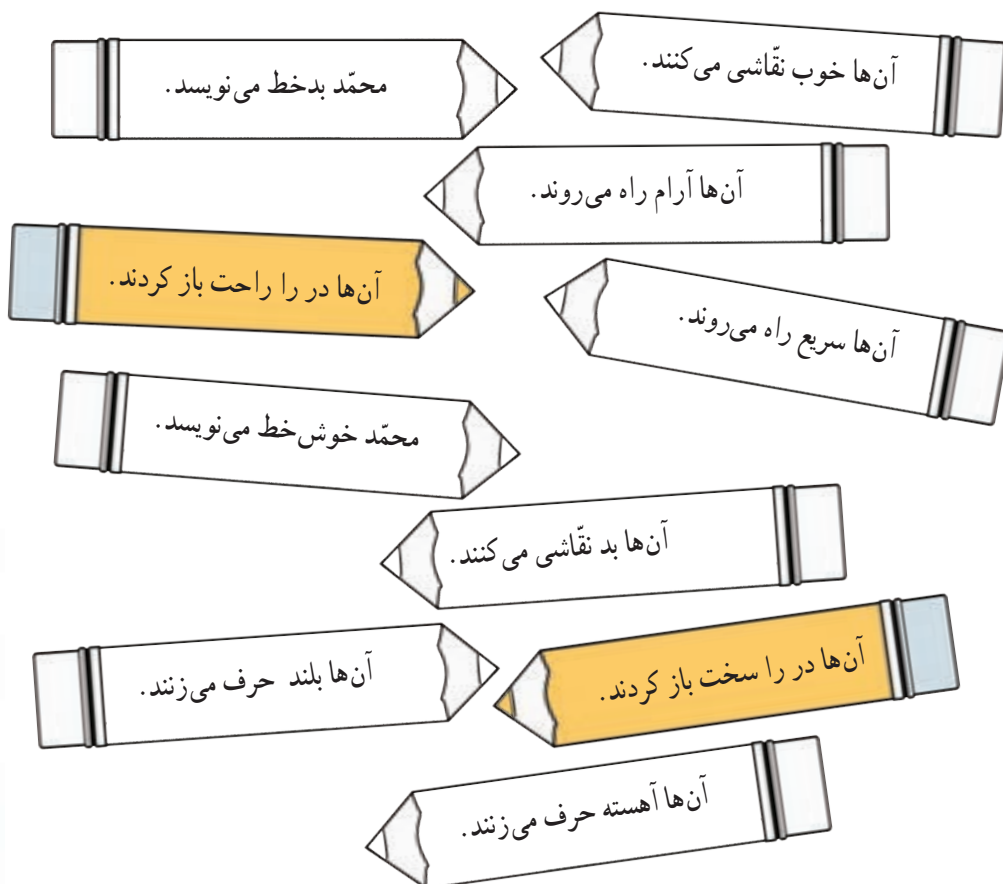 آن‌ها خوب نقّاشی می‌کنند.
محمّد بدخط می‌نویسد.
آن‌ها آرام راه می‌روند.
آن‌ها در را راحت باز کردند.
آن‌ها سریع راه می‌روند.
محمّد خوش‌خط می‌نویسد.
آن‌ها بد نقّاشی می‌کنند.
آن‌ها در را سخت باز کردند.
آن‌ها بلند حرف می‌زنند.
آن‌ها آهسته حرف می‌زنند.